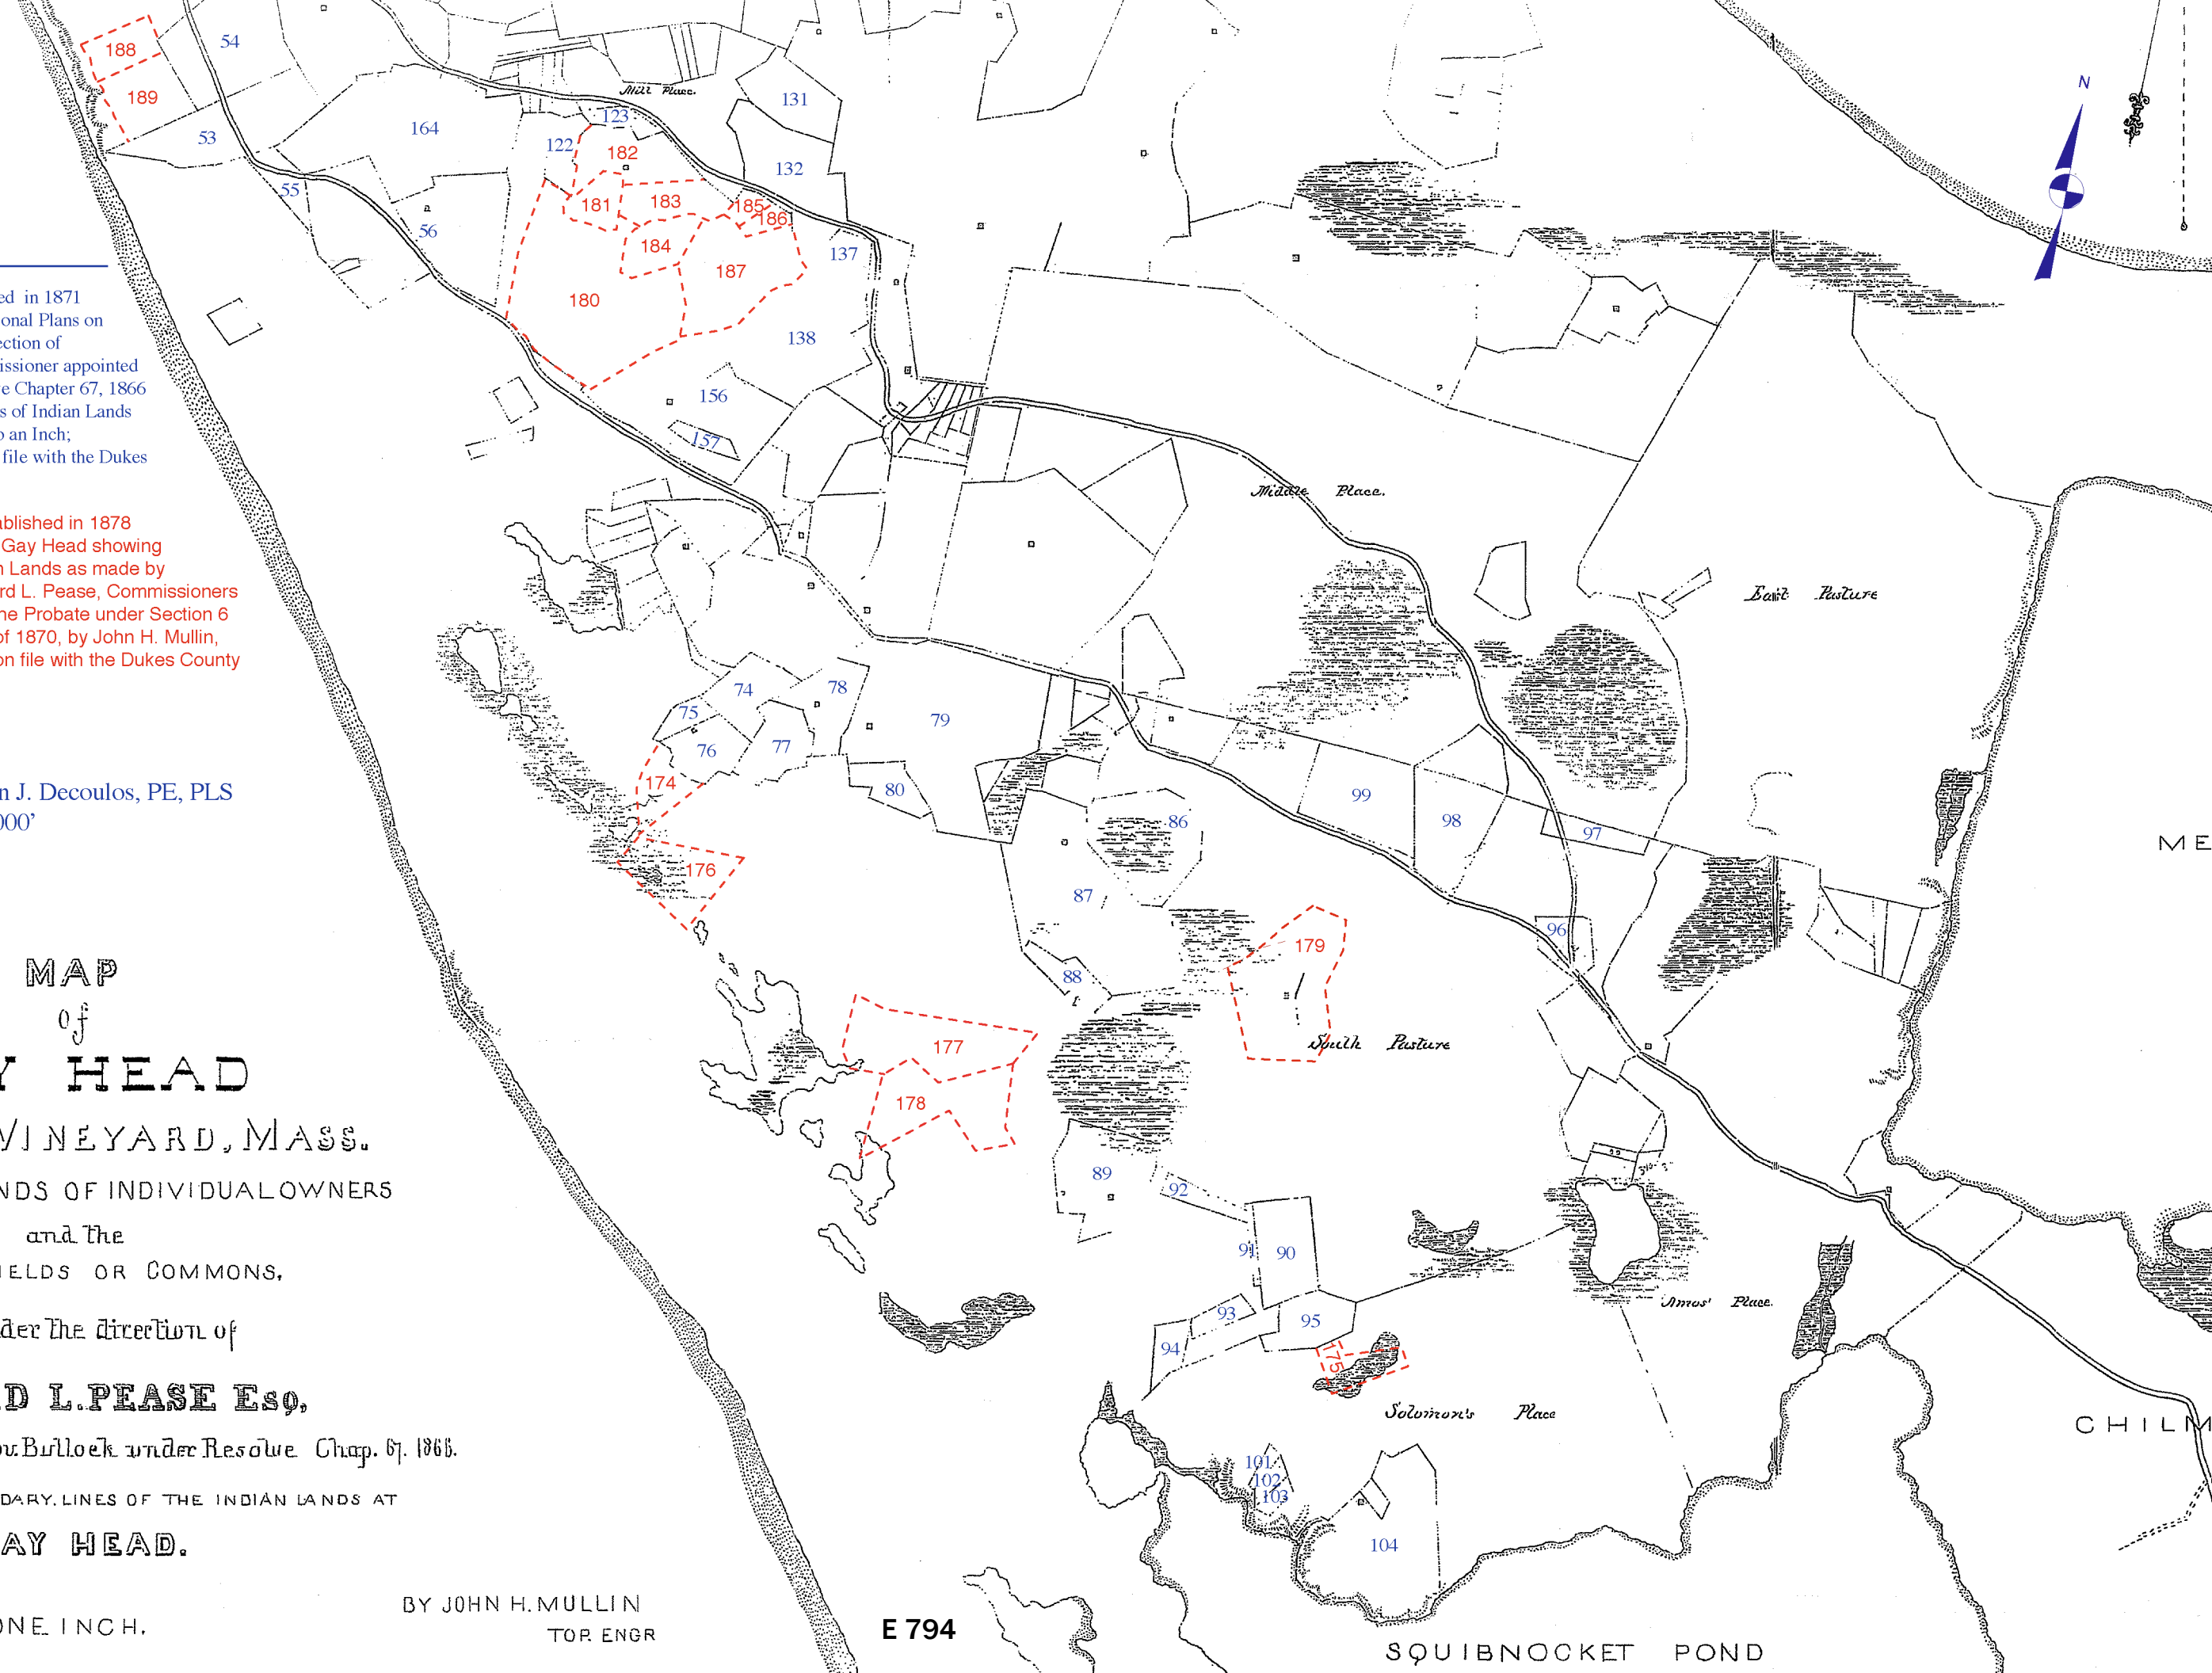 188
54
189
53
164
123
122
182
131
132
Mill Place.
N
55
56
181
183
185
186
184
187
137
180
138
ed in 1871
onal Plans on
ection of
issioner appointed
e Chapter 67, 1866
s of Indian Lands
o an Inch;
file with the Dukes
156
157
Middle Place.
ablished in 1878
Gay Head showing
n Lands as made by
rd L. Pease, Commissioners
he Probate under Section 6
of 1870, by John H. Mullin,
on file with the Dukes County
East Pasture
74
78
75
79
76
77
174
80
n J. Decoulos, PE, PLS
000'
99
98
97
86
ME
176
87
96
179
88
MAP
of
Y HEAD
VINEYARD, MASS.
NDS OF INDIVIDUAL OWNERS
and the
IELDS OR COMMONS,
der the direction of
D L. PEASE Esq,
ov Bullock under Resolve Chap. 67. 1866.
DARY. LINES OF THE INDIAN LANDS AT
AY HEAD.
ONE INCH.
BY JOHN H. MULLIN
TOP. ENGR
177
South Pasture
178
89
92
91
90
93
95
94
175
Amos' Place.
Solomon's Place
CHILM
101
102
103
104
E 794
SQUIBNOCKET POND